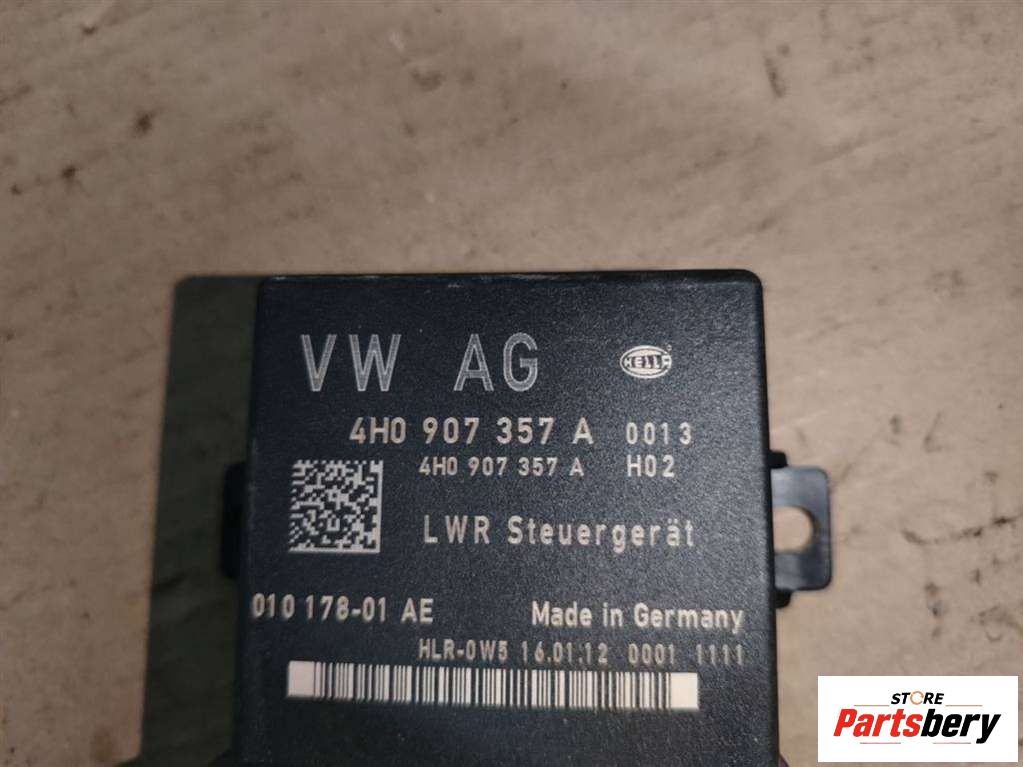 VW AG
HELLA
4H0 907 357 A 0013
4H0 907 357 A H02
LWR Steuergerät
010 178-01 AE Made in Germany
HLR-0W5 16.01.12 0001 1111
STORE
Partsbery